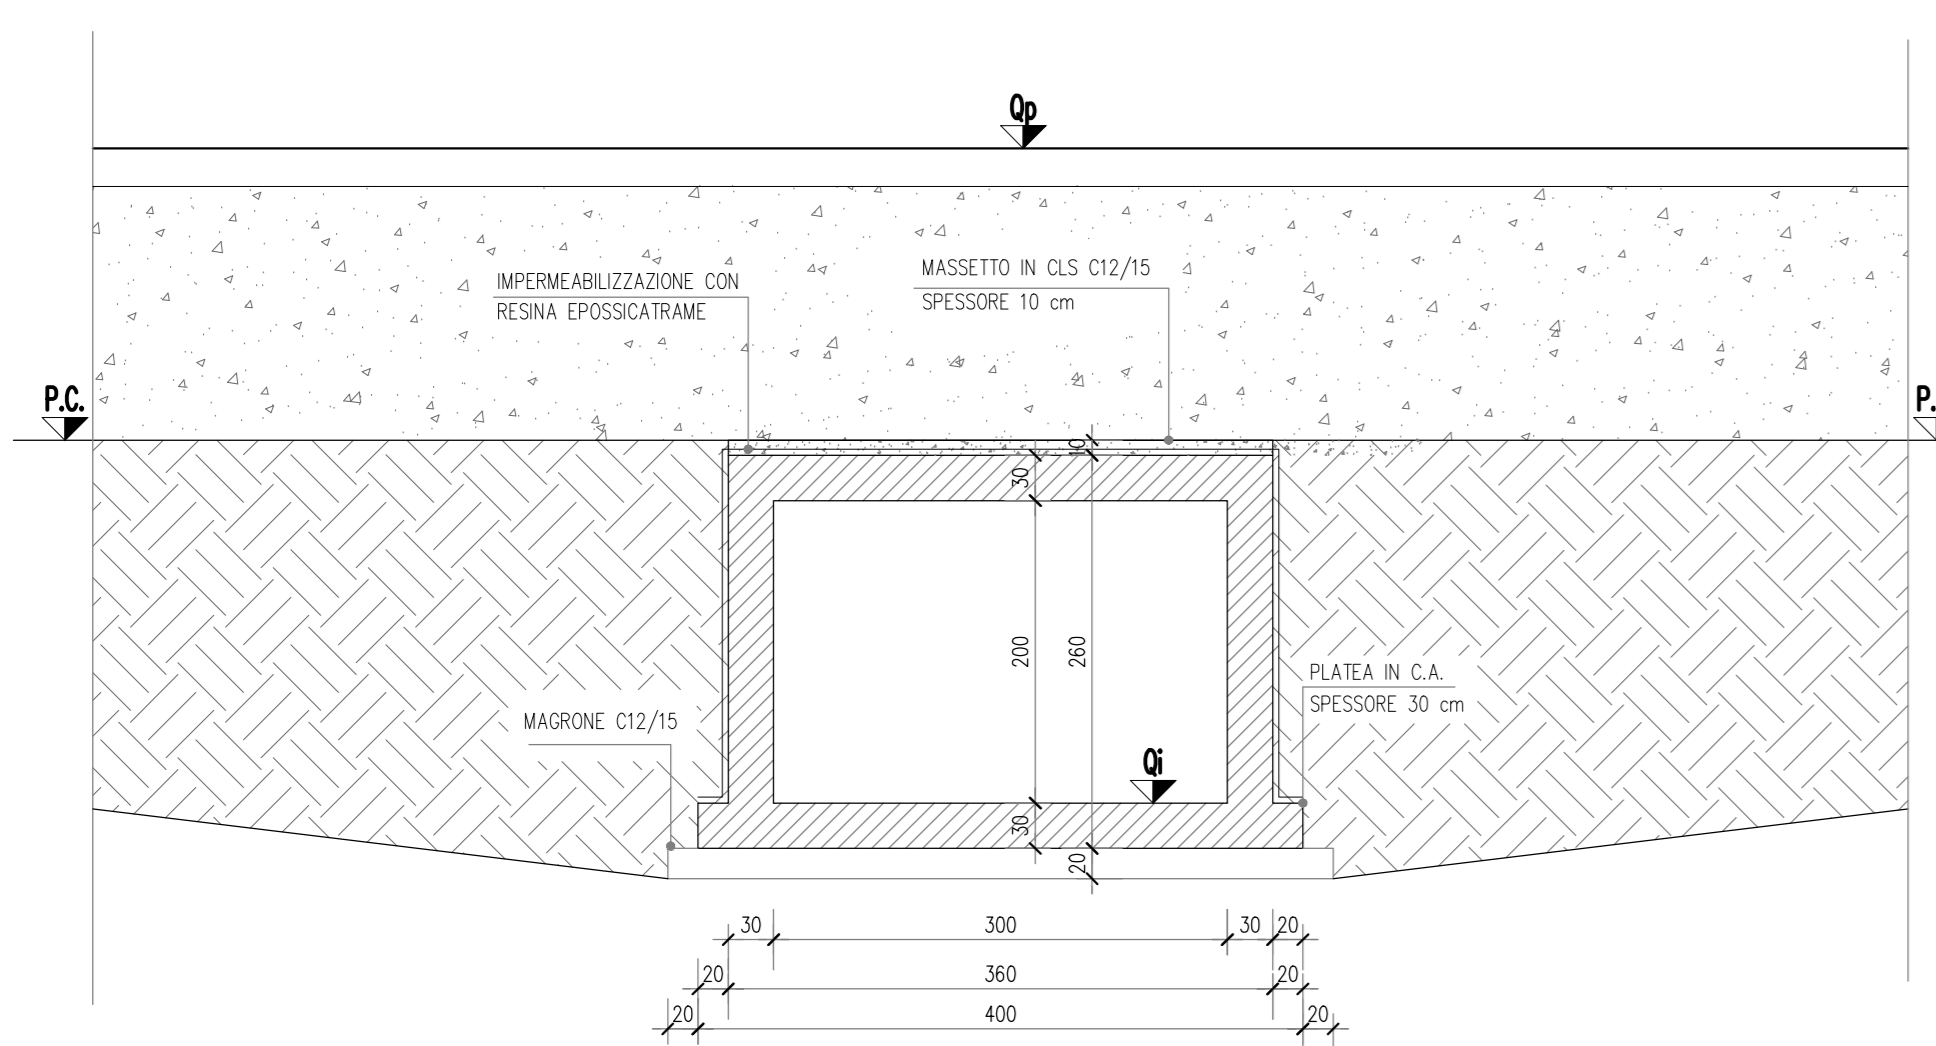 Qp
IMPERMEABILIZZAZIONE CON
RESINA EPOSSICATRAME
MASSETTO IN CLS C12/15
SPESSORE 10 cm
P.C.
P.
10
30
200
260
PLATEA IN C.A.
SPESSORE 30 cm
MAGRONE C12/15
Qi
30
20
30 300 30 20
20 360 20
20 400 20